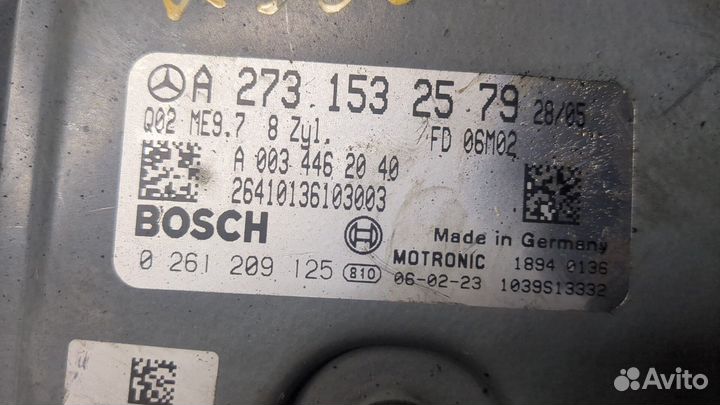 A 273 153 25 79 28/05
Q02 ME9.7 8 Zyl. FD 06M02
A 003 446 20 40
26410136103003
BOSCH
Made in Germany
0 261 209 125 810
MOTRONIC 1894 0136
06-02-23 1039S13332
Avito